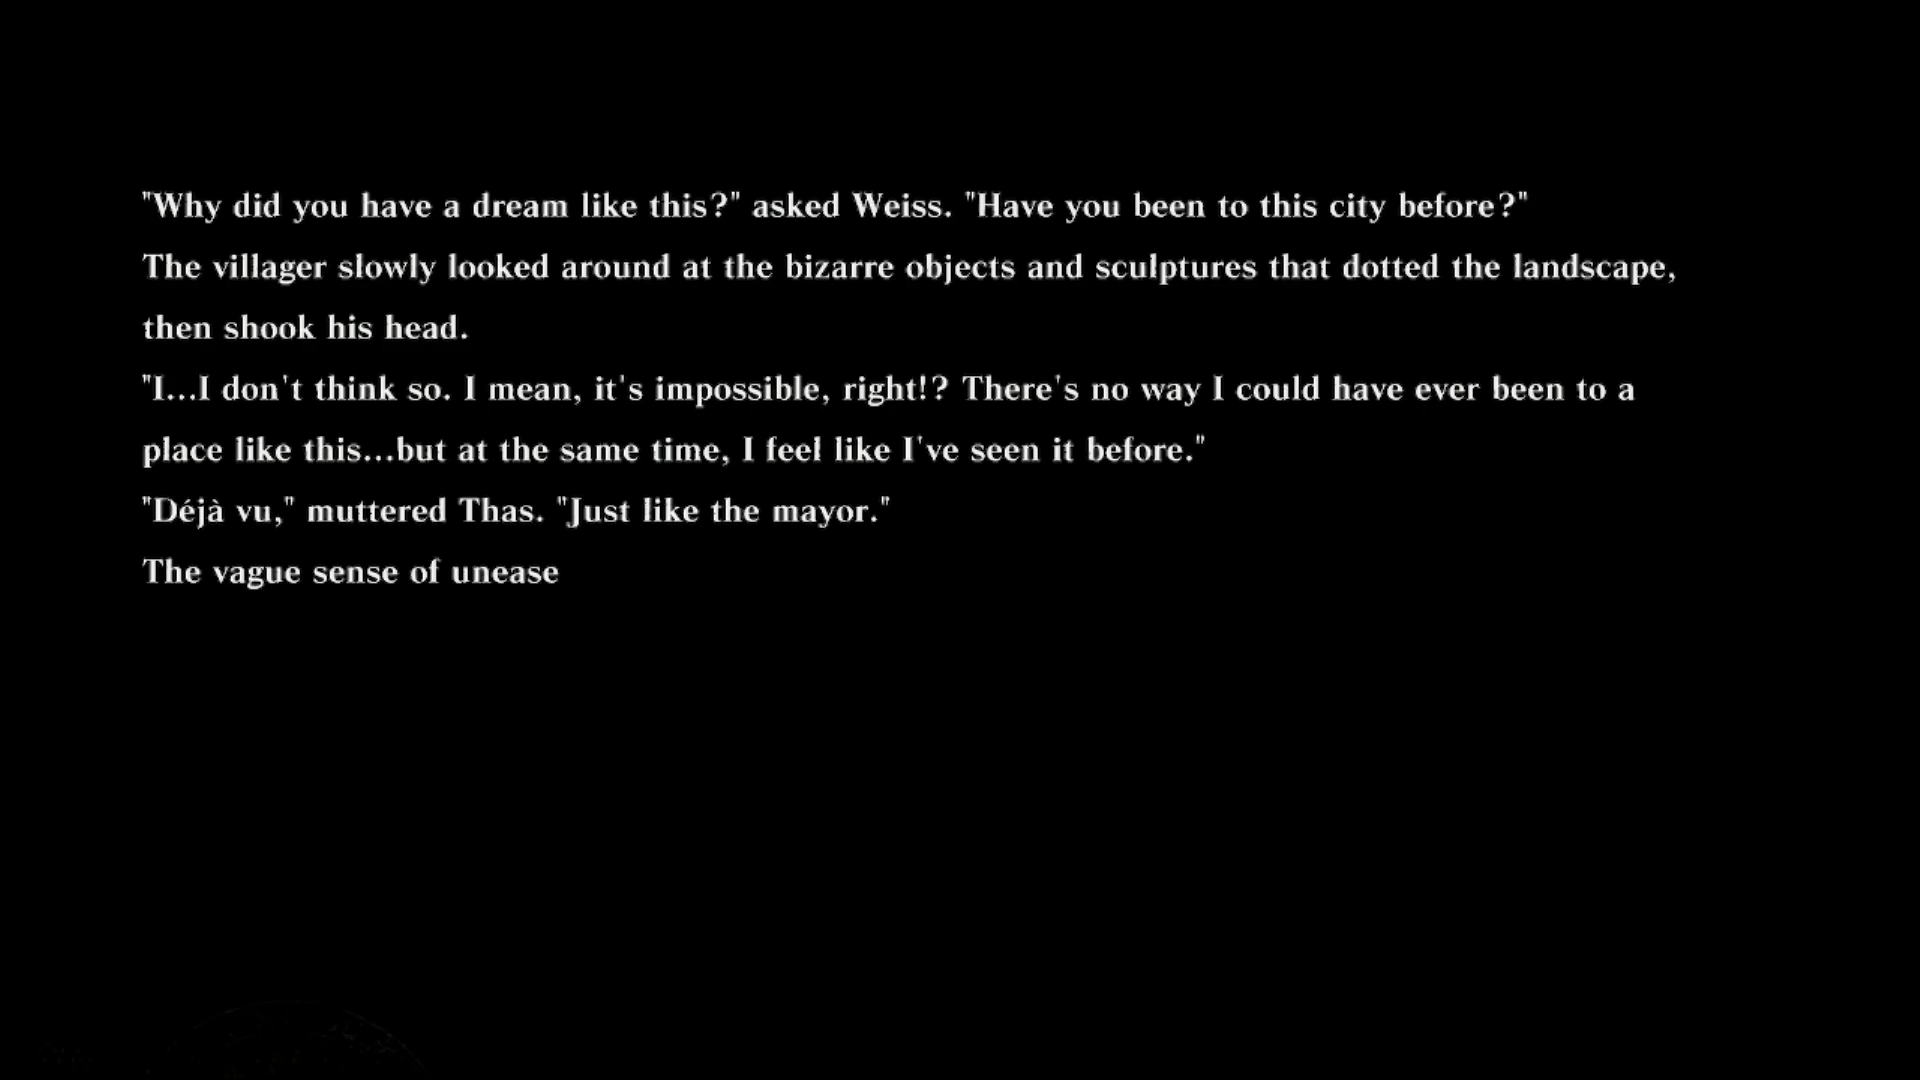 "Why did you have a dream like this?" asked Weiss. "Have you been to this city before?"
The villager slowly looked around at the bizarre objects and sculptures that dotted the landscape,
then shook his head.
"I...I don't think so. I mean, it's impossible, right!? There's no way I could have ever been to a
place like this...but at the same time, I feel like I've seen it before."
"Déjà vu," muttered Thas. "Just like the mayor."
The vague sense of unease